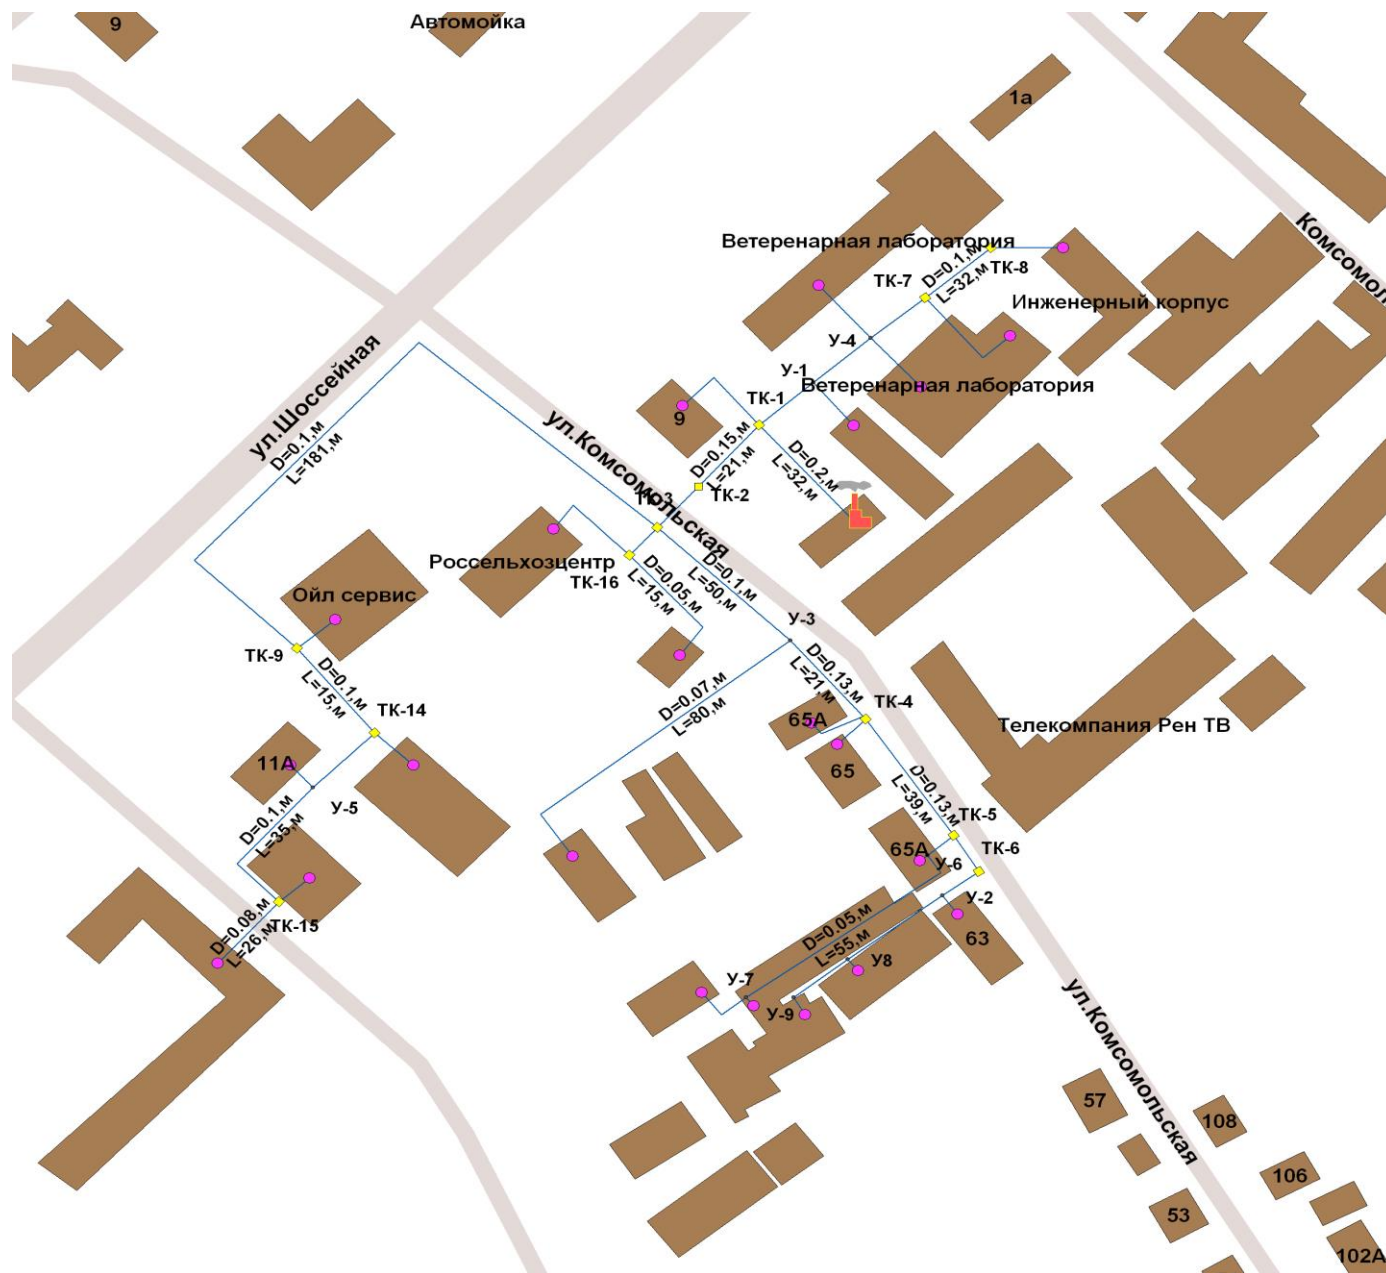 9
Автомойка
1а
Комсомол
Ветеренарная лаборатория
D=0.1,м
L=32,м
ТК-8
ТК-7
Инженерный корпус
У-4
ул.Шоссейная
У-1
Ветеренарная лаборатория
ТК-1
9
ул.Комсомольская
D=0.15,м
L=21,м
D=0.2,м
L=32,м
D=0.1,м
L=181,м
ТК-2
Россельхозцентр
ТК-16
D=0.05,м
L=15,м
D=0.1,м
L=50,м
Ойл сервис
У-3
ТК-9
D=0.1,м
L=15,м
D=0.13,м
L=21,м
D=0.07,м
L=80,м
ТК-14
ТК-4
65А
Телекомпания Рен ТВ
11А
65
D=0.13,м
L=39,м
У-5
D=0.1,м
L=35,м
ТК-5
ТК-6
65А
У-6
У-2
ТК-15
D=0.08,м
L=26,м
D=0.05,м
L=55,м
63
У8
У-7
У-9
ул.Комсомольская
57
108
106
53
102А